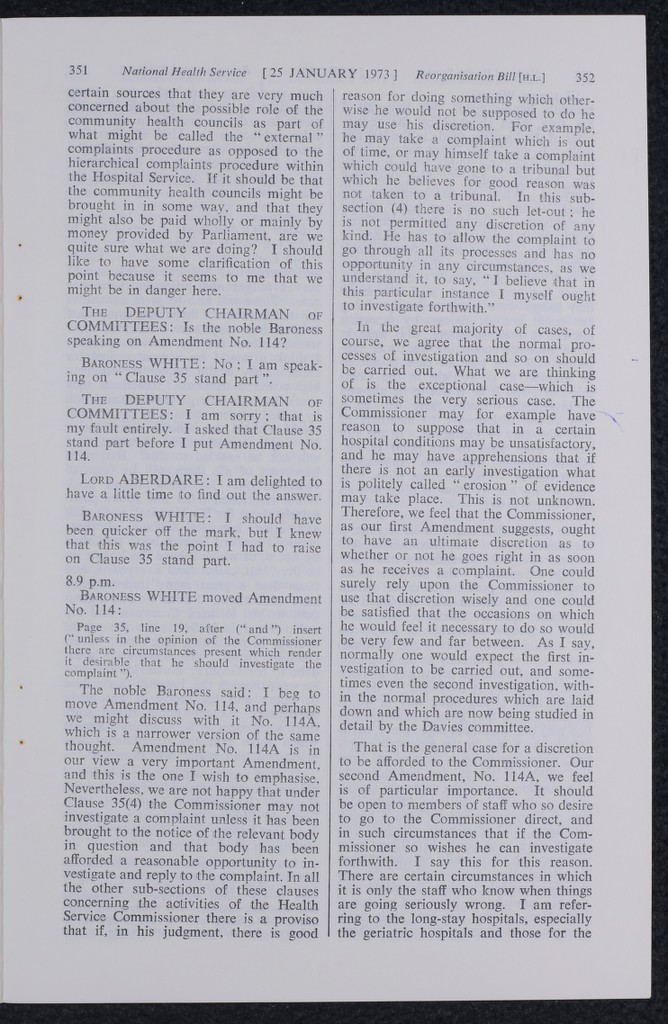 351 National Health Service [25 JANUARY 1973] Reorganisation Bill [H.L.] 352
certain sources that they are very much
concerned about the possible role of the
community health councils as part of
what might be called the “ external ”
complaints procedure as opposed to the
hierarchical complaints procedure within
the Hospital Service. If it should be that
the community health councils might be
brought in in some way, and that they
might also be paid wholly or mainly by
money provided by Parliament, are we
quite sure what we are doing? I should
like to have some clarification of this
point because it seems to me that we
might be in danger here.
THE DEPUTY CHAIRMAN OF
COMMITTEES: Is the noble Baroness
speaking on Amendment No. 114?
BARONESS WHITE: No; I am speak-
ing on “ Clause 35 stand part ”.
THE DEPUTY CHAIRMAN OF
COMMITTEES: I am sorry; that is
my fault entirely. I asked that Clause 35
stand part before I put Amendment No.
114.
LORD ABERDARE: I am delighted to
have a little time to find out the answer.
BARONESS WHITE: I should have
been quicker off the mark, but I knew
that this was the point I had to raise
on Clause 35 stand part.
8.9 p.m.
BARONESS WHITE moved Amendment
No. 114:
Page 35, line 19, after (“ and ”) insert
(“ unless in the opinion of the Commissioner
there are circumstances present which render
it desirable that he should investigate the
complaint ”).
The noble Baroness said: I beg to
move Amendment No. 114, and perhaps
we might discuss with it No. 114A,
which is a narrower version of the same
thought. Amendment No. 114A is in
our view a very important Amendment,
and this is the one I wish to emphasise.
Nevertheless, we are not happy that under
Clause 35(4) the Commissioner may not
investigate a complaint unless it has been
brought to the notice of the relevant body
in question and that body has been
afforded a reasonable opportunity to in-
vestigate and reply to the complaint. In all
the other sub-sections of these clauses
concerning the activities of the Health
Service Commissioner there is a proviso
that if, in his judgment, there is good
reason for doing something which other-
wise he would not be supposed to do he
may use his discretion. For example,
he may take a complaint which is out
of time, or may himself take a complaint
which could have gone to a tribunal but
which he believes for good reason was
not taken to a tribunal. In this sub-
section (4) there is no such let-out; he
is not permitted any discretion of any
kind. He has to allow the complaint to
go through all its processes and has no
opportunity in any circumstances, as we
understand it, to say, “ I believe that in
this particular instance I myself ought
to investigate forthwith.”
In the great majority of cases, of
course, we agree that the normal pro-
cesses of investigation and so on should
be carried out. What we are thinking
of is the exceptional case—which is
sometimes the very serious case. The
Commissioner may for example have
reason to suppose that in a certain
hospital conditions may be unsatisfactory,
and he may have apprehensions that if
there is not an early investigation what
is politely called “ erosion ” of evidence
may take place. This is not unknown.
Therefore, we feel that the Commissioner,
as our first Amendment suggests, ought
to have an ultimate discretion as to
whether or not he goes right in as soon
as he receives a complaint. One could
surely rely upon the Commissioner to
use that discretion wisely and one could
be satisfied that the occasions on which
he would feel it necessary to do so would
be very few and far between. As I say,
normally one would expect the first in-
vestigation to be carried out, and some-
times even the second investigation, with-
in the normal procedures which are laid
down and which are now being studied in
detail by the Davies committee.
That is the general case for a discretion
to be afforded to the Commissioner. Our
second Amendment, No. 114A, we feel
is of particular importance. It should
be open to members of staff who so desire
to go to the Commissioner direct, and
in such circumstances that if the Com-
missioner so wishes he can investigate
forthwith. I say this for this reason.
There are certain circumstances in which
it is only the staff who know when things
are going seriously wrong. I am refer-
ring to the long-stay hospitals, especially
the geriatric hospitals and those for the